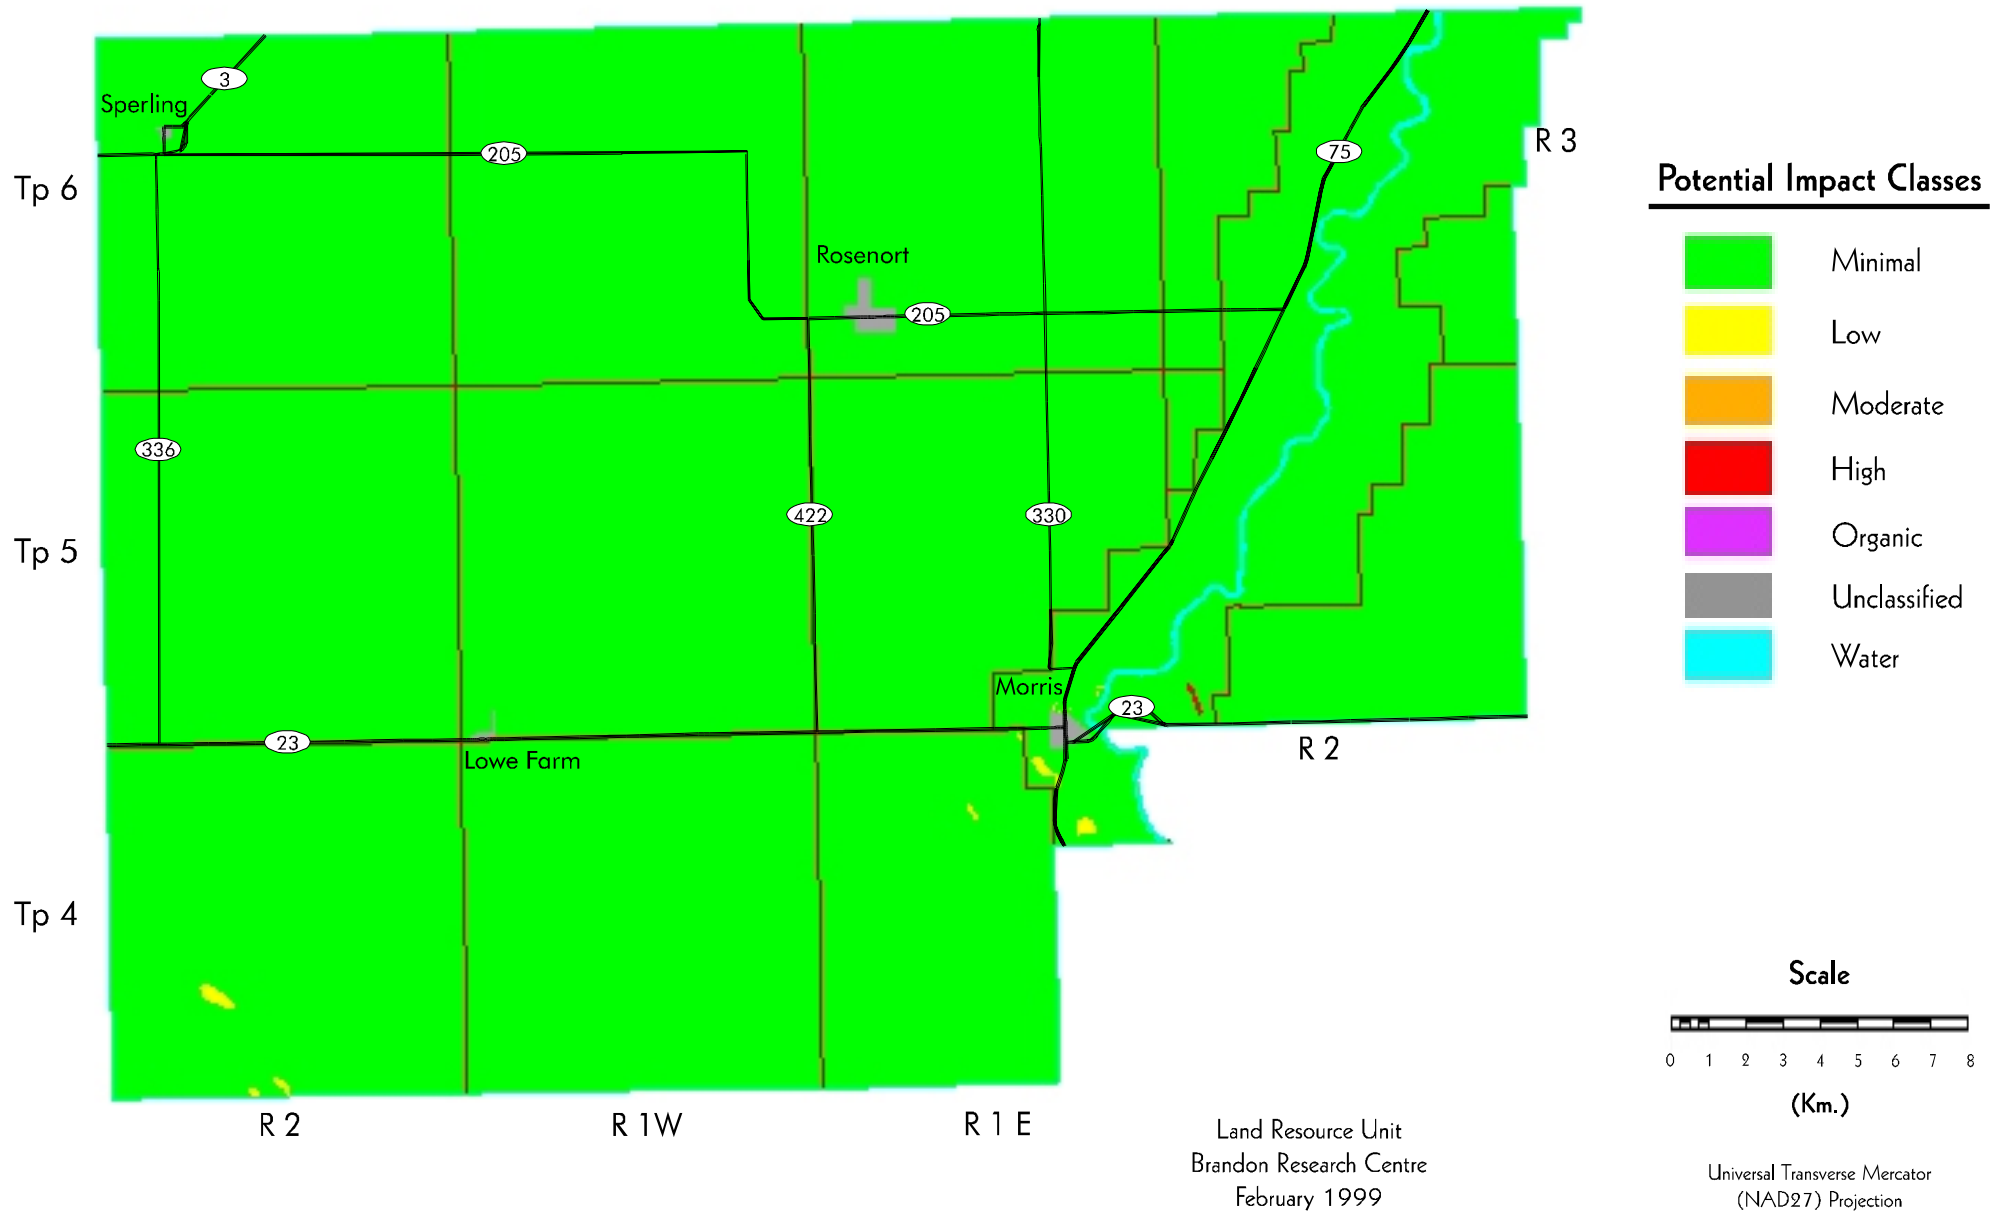 3
Sperling
205
R 3
75
Tp 6
Potential Impact Classes
Minimal
Rosenort
205
Low
Moderate
336
High
422
330
Organic
Tp 5
Unclassified
Water
Morris
23
23
R 2
Lowe Farm
Tp 4
Scale
0 1 2 3 4 5 6 7 8
(Km.)
R 2
R 1W
R 1 E
Land Resource Unit
Brandon Research Centre
February 1999
Universal Transverse Mercator
(NAD27) Projection